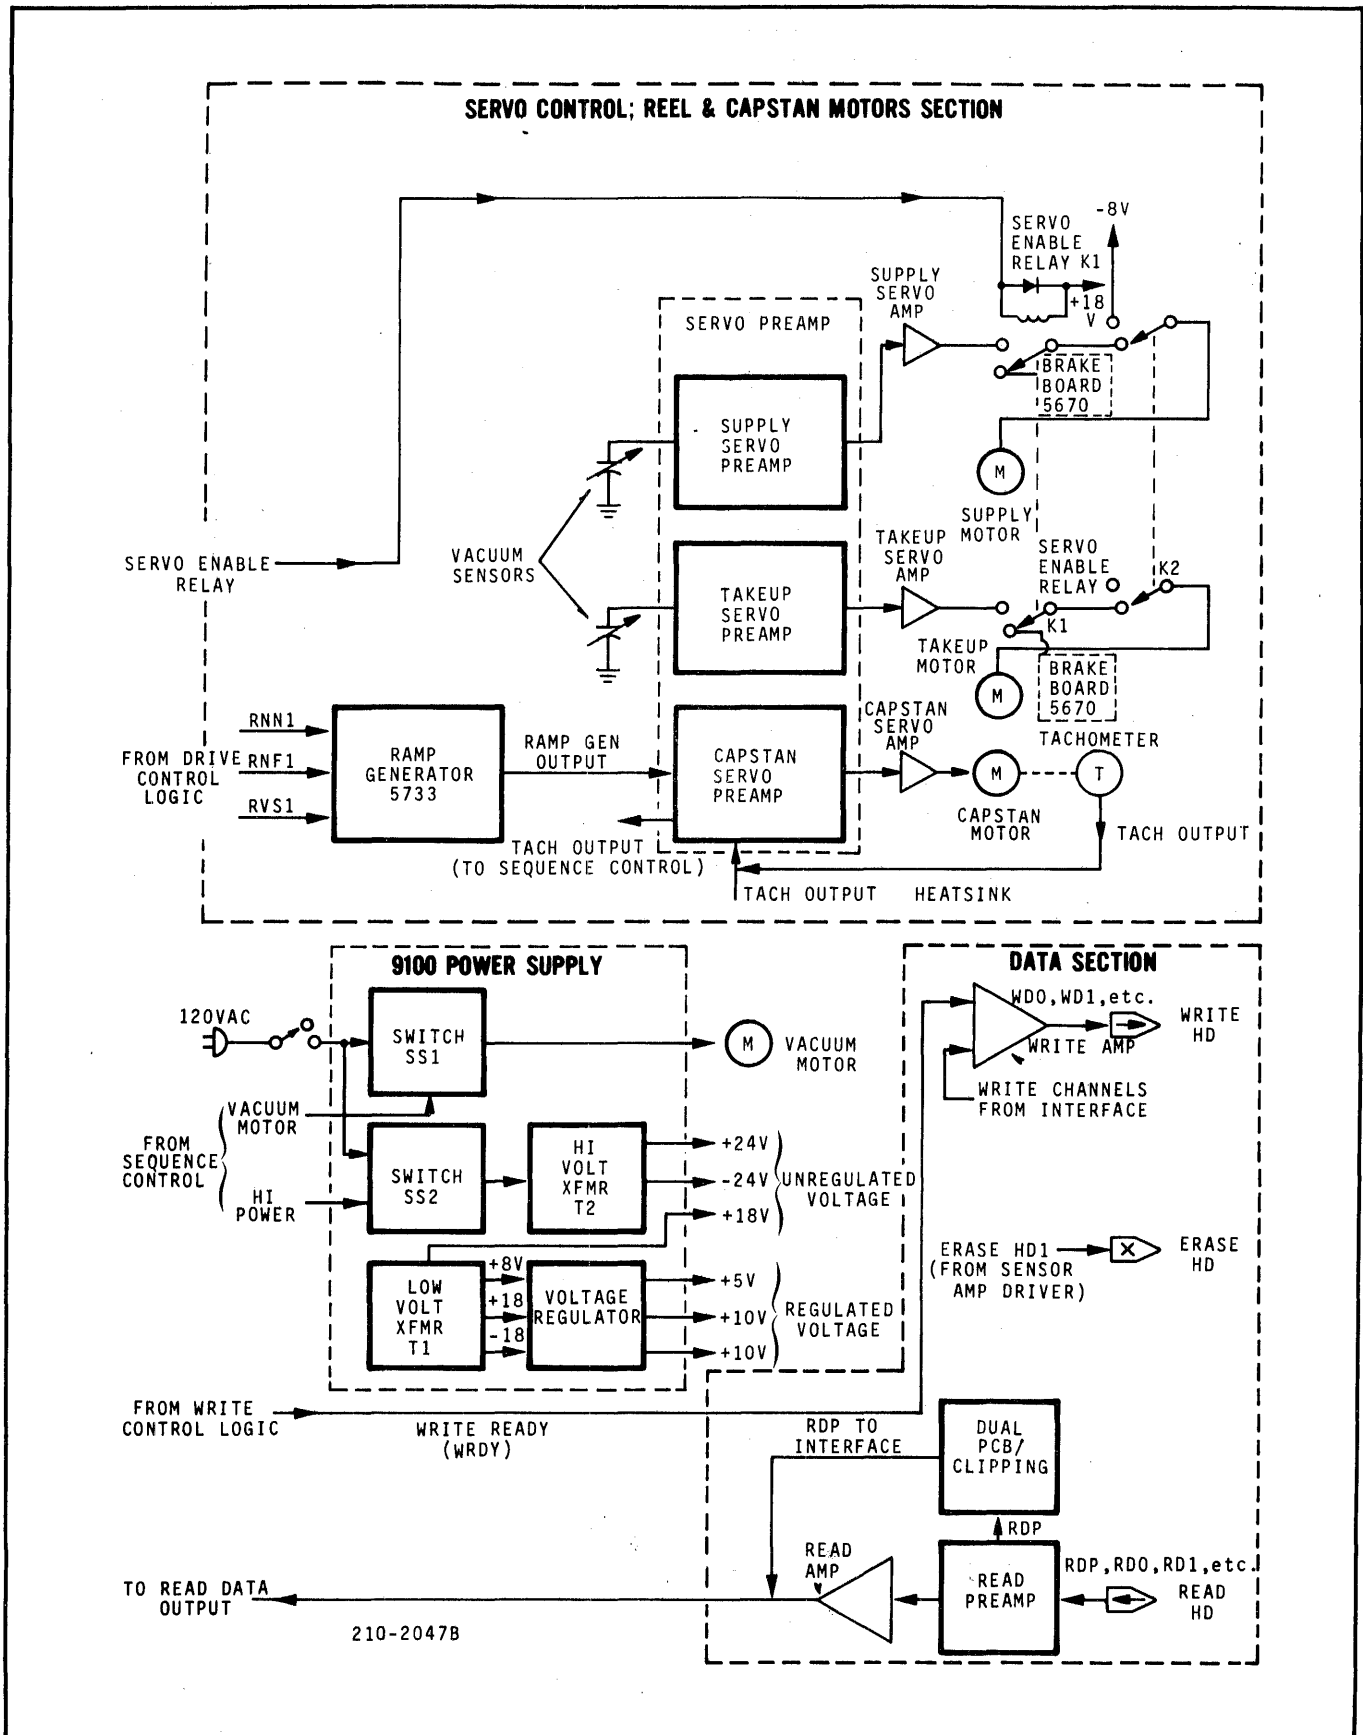 SERVO CONTROL; REEL & CAPSTAN MOTORS SECTION
-8V
SERVO
ENABLE
RELAY K1
+18
V
SUPPLY
SERVO
AMP
SERVO PREAMP
BRAKE
BOARD
5670
SUPPLY
SERVO
PREAMP
M
SUPPLY
MOTOR
SERVO ENABLE
RELAY
VACUUM
SENSORS
TAKEUP
SERVO
AMP
SERVO
ENABLE
RELAY
K2
TAKEUP
SERVO
PREAMP
K1
TAKEUP
MOTOR
M
BRAKE
BOARD
5670
CAPSTAN
SERVO
AMP
TACHOMETER
RNN1
FROM DRIVE
CONTROL
LOGIC
RNF1
RVS1
RAMP
GENERATOR
5733
RAMP GEN
OUTPUT
CAPSTAN
SERVO
PREAMP
M
T
CAPSTAN
MOTOR
TACH OUTPUT
TACH OUTPUT
(TO SEQUENCE CONTROL)
TACH OUTPUT
HEATSINK
9100 POWER SUPPLY
120VAC
SWITCH
SS1
M
VACUUM
MOTOR
VACUUM
MOTOR
FROM
SEQUENCE
CONTROL
HI
POWER
SWITCH
SS2
HI
VOLT
XFMR
T2
+24V
-24V
+18V
UNREGULATED
VOLTAGE
LOW
VOLT
XFMR
T1
+8V
+18
-18
VOLTAGE
REGULATOR
+5V
+10V
+10V
REGULATED
VOLTAGE
DATA SECTION
WD0,WD1,etc.
WRITE
HD
WRITE AMP
WRITE CHANNELS
FROM INTERFACE
ERASE HD1
(FROM SENSOR
AMP DRIVER)
X
ERASE
HD
FROM WRITE
CONTROL LOGIC
WRITE READY
(WRDY)
RDP TO
INTERFACE
DUAL
PCB/
CLIPPING
RDP
READ
AMP
READ
PREAMP
RDP,RD0,RD1,etc.
READ
HD
TO READ DATA
OUTPUT
210-2047B